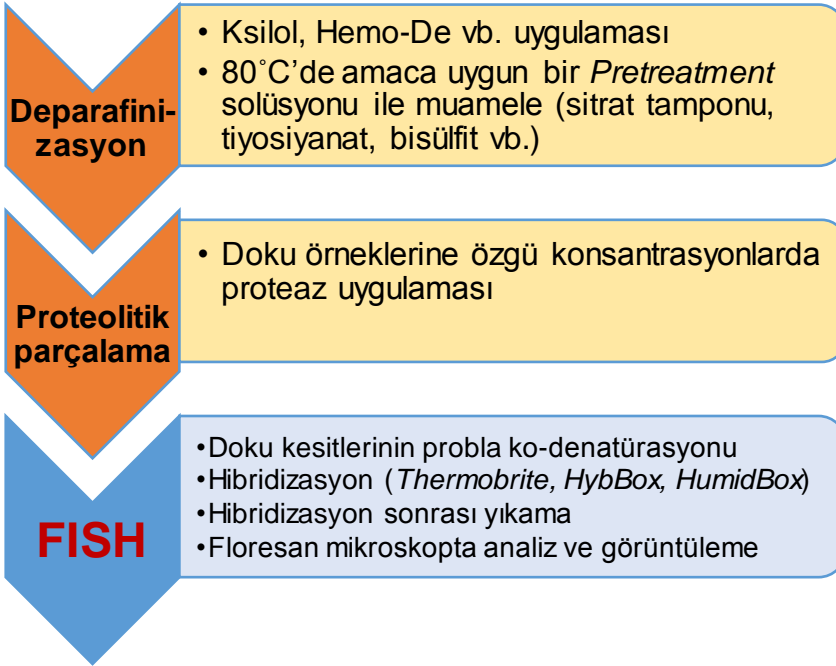 Deparafini-
zasyon
• Ksilol, Hemo-De vb. uygulaması
• 80˚C’de amaca uygun bir Pretreatment
solüsyonu ile muamele (sitrat tamponu,
tiyosiyanat, bisülfit vb.)
Proteolitik
parçalama
• Doku örneklerine özgü konsantrasyonlarda
proteaz uygulaması
FISH
•Doku kesitlerinin probla ko-denatürasyonu
•Hibridizasyon (Thermobrite, HybBox, HumidBox)
•Hibridizasyon sonrası yıkama
•Floresan mikroskopta analiz ve görüntüleme